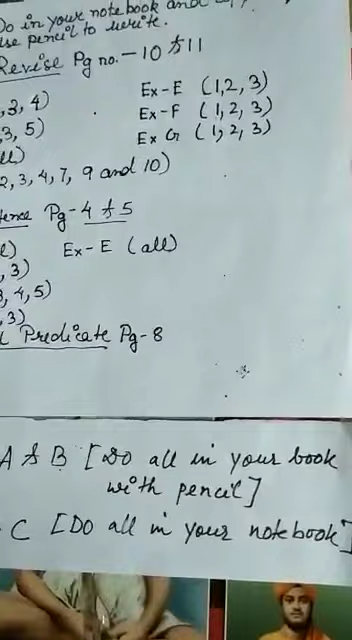 Do in your notebook and
use pencil to write.
Revise Pg no. - 10 & 11
, 3, 4) Ex - E (1, 2, 3)
, 3, 5) Ex - F (1, 2, 3)
Ex G (1, 2, 3)
2, 3, 4, 7, 9 and 10)
Pg - 4 & 5
Ex - E (all)
, 3)
, 4, 5)
, 3)
Predicate Pg - 8
A & B [Do all in your book
with pencil]
C [Do all in your notebook]